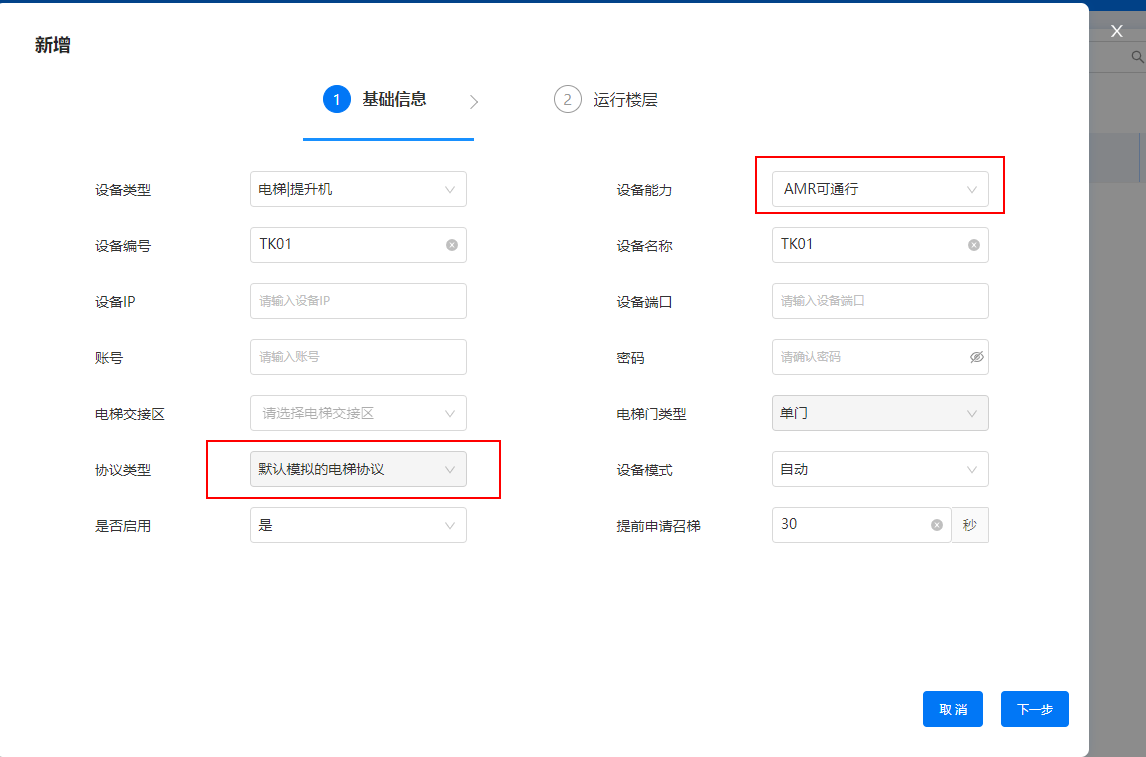 新增
X
1 基础信息
2 运行楼层
设备类型 电梯|提升机
设备能力 AMR可通行
设备编号 TK01
设备名称 TK01
设备IP 请输入设备IP
设备端口 请输入设备端口
账号 请输入账号
密码 请确认密码
电梯交接区 请选择电梯交接区
电梯门类型 单门
协议类型 默认模拟的电梯协议
设备模式 自动
是否启用 是
提前申请召梯 30 秒
取 消
下一步